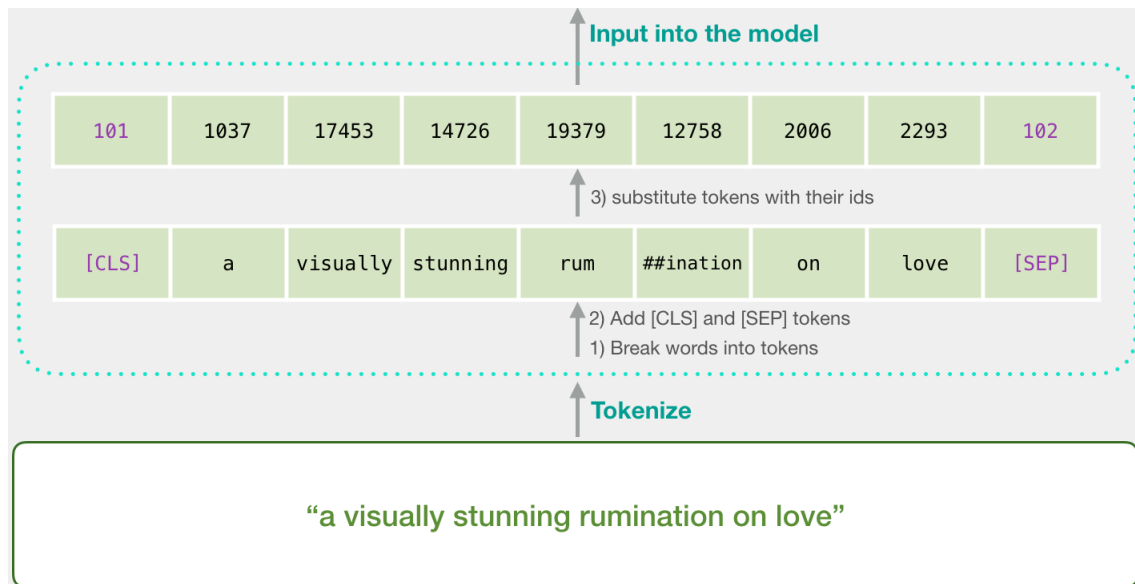 Input into the model
101 1037 17453 14726 19379 12758 2006 2293 102
3) substitute tokens with their ids
[CLS] a visually stunning rum ##ination on love [SEP]
2) Add [CLS] and [SEP] tokens
1) Break words into tokens
Tokenize
“a visually stunning rumination on love”